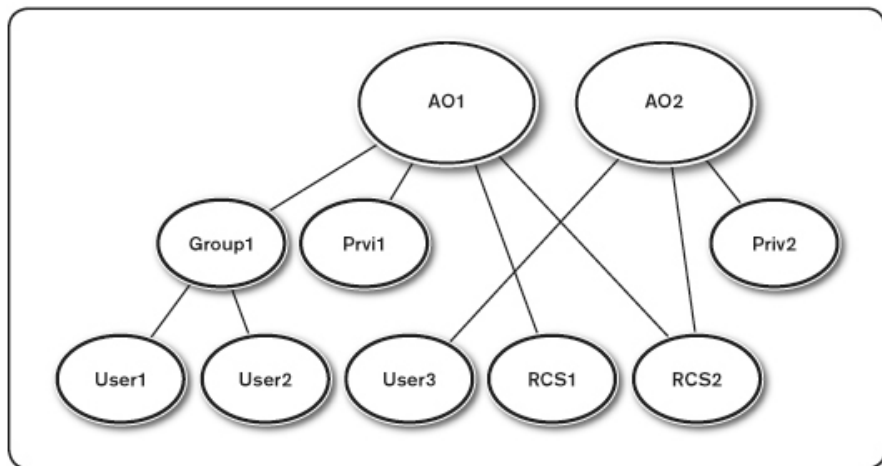 AO1
AO2
Group1
Prvi1
Priv2
User1
User2
User3
RCS1
RCS2